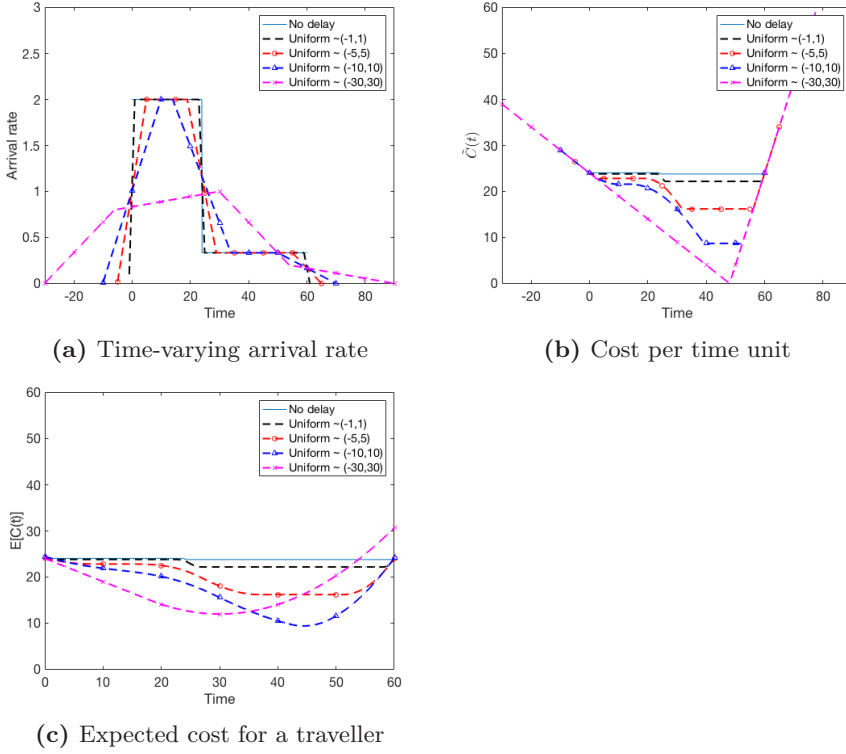 3
2.5
2
1.5
1
0.5
0
Arrival rate
-20 0 20 40 60 80
Time
No delay
Uniform ~(-1,1)
Uniform ~ (-5,5)
Uniform ~ (-10,10)
Uniform ~ (-30,30)
(a) Time-varying arrival rate
60
50
40
30
20
10
0
C̃(t)
-20 0 20 40 60 80
Time
No delay
Uniform ~(-1,1)
Uniform ~ (-5,5)
Uniform ~ (-10,10)
Uniform ~ (-30,30)
(b) Cost per time unit
60
50
40
30
20
10
0
E[C(t)]
0 10 20 30 40 50 60
Time
No delay
Uniform ~(-1,1)
Uniform ~ (-5,5)
Uniform ~ (-10,10)
Uniform ~ (-30,30)
(c) Expected cost for a traveller